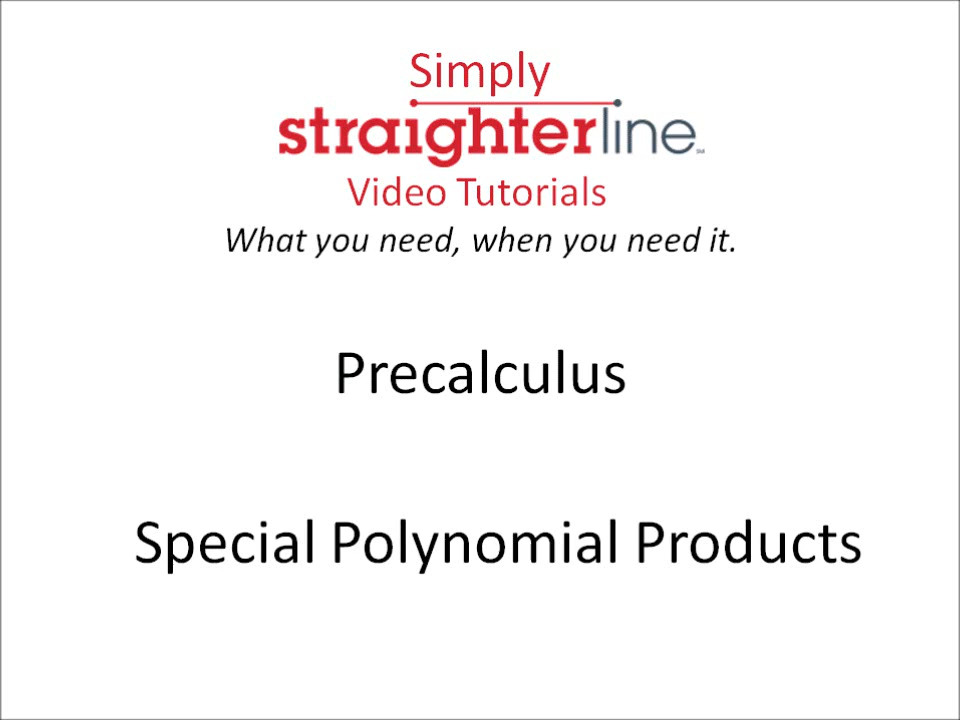 Simply
straighterline
Video Tutorials
What you need, when you need it.
Precalculus
Special Polynomial Products